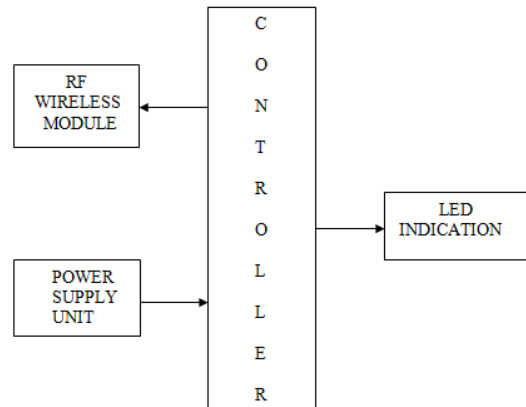 RF
WIRELESS
MODULE
POWER
SUPPLY
UNIT
C
O
N
T
R
O
L
L
E
R
LED
INDICATION